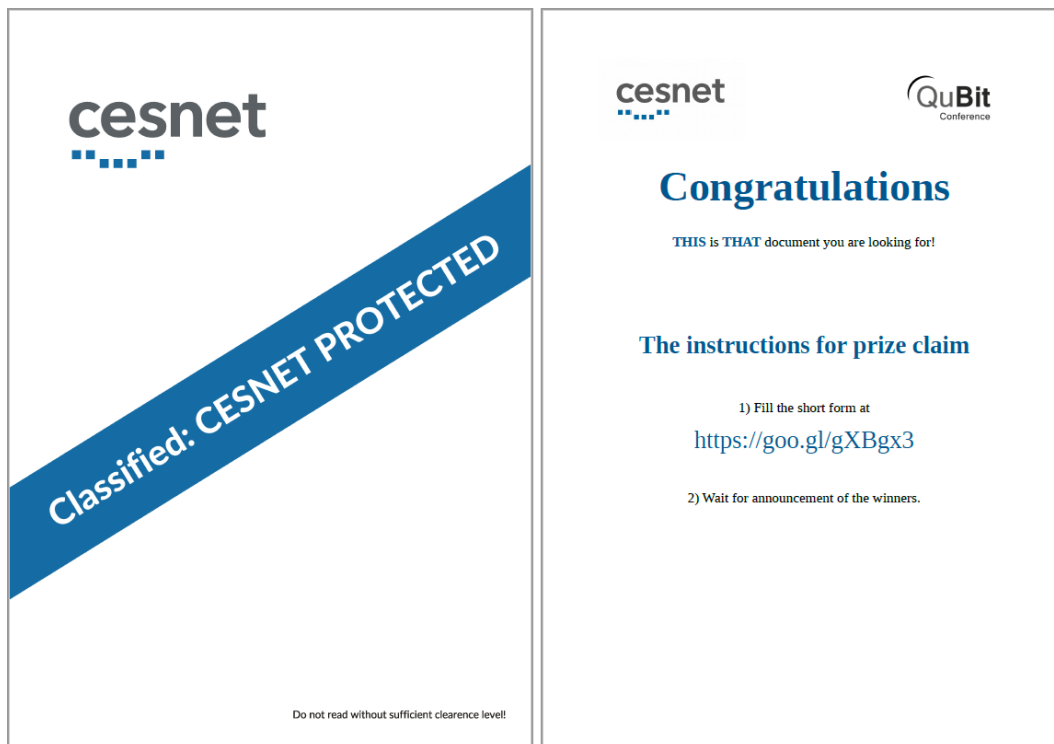 cesnet
Classified: CESNET PROTECTED
Do not read without sufficient clearence level!
cesnet
QuBit
Conference
Congratulations
THIS is THAT document you are looking for!
The instructions for prize claim
1) Fill the short form at
https://goo.gl/gXBgx3
2) Wait for announcement of the winners.